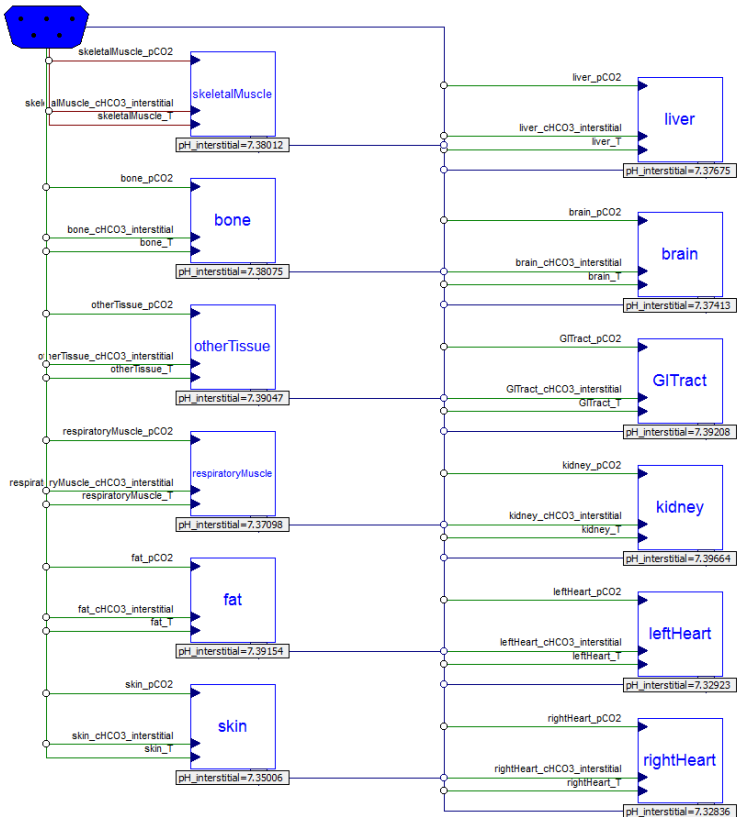 skeletalMuscle_pCO2
skeletalMuscle
skeletalMuscle_cHCO3_interstitial
skeletalMuscle_T
pH_interstitial=7.38012
bone_pCO2
bone
bone_cHCO3_interstitial
bone_T
pH_interstitial=7.38075
otherTissue_pCO2
otherTissue
otherTissue_cHCO3_interstitial
otherTissue_T
pH_interstitial=7.39047
respiratoryMuscle_pCO2
respiratoryMuscle
respiratoryMuscle_cHCO3_interstitial
respiratoryMuscle_T
pH_interstitial=7.37098
fat_pCO2
fat
fat_cHCO3_interstitial
fat_T
pH_interstitial=7.39154
skin_pCO2
skin
skin_cHCO3_interstitial
skin_T
pH_interstitial=7.35006
liver_pCO2
liver
liver_cHCO3_interstitial
liver_T
pH_interstitial=7.37675
brain_pCO2
brain
brain_cHCO3_interstitial
brain_T
pH_interstitial=7.37413
GITract_pCO2
GITract
GITract_cHCO3_interstitial
GITract_T
pH_interstitial=7.39208
kidney_pCO2
kidney
kidney_cHCO3_interstitial
kidney_T
pH_interstitial=7.39664
leftHeart_pCO2
leftHeart
leftHeart_cHCO3_interstitial
leftHeart_T
pH_interstitial=7.32923
rightHeart_pCO2
rightHeart
rightHeart_cHCO3_interstitial
rightHeart_T
pH_interstitial=7.32836